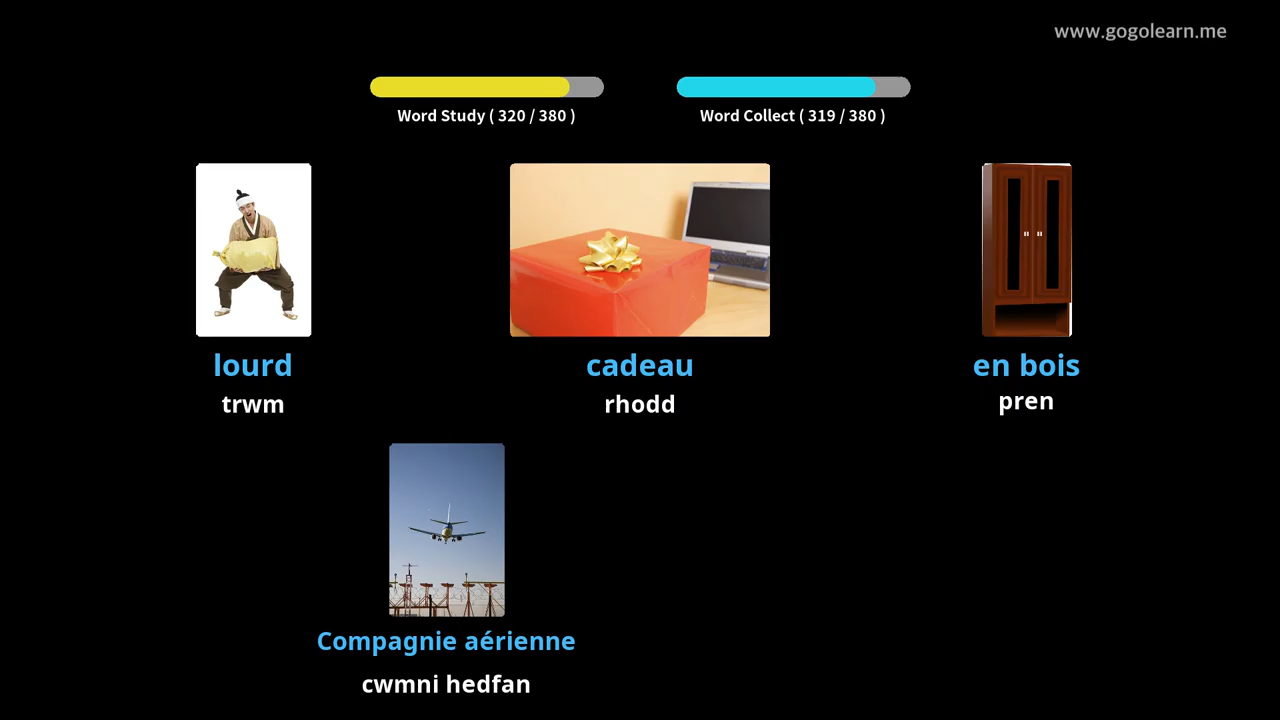 www.gogolearn.me
Word Study ( 320 / 380 )
Word Collect ( 319 / 380 )
lourd
cadeau
en bois
trwm
rhodd
pren
Compagnie aérienne
cwmni hedfan